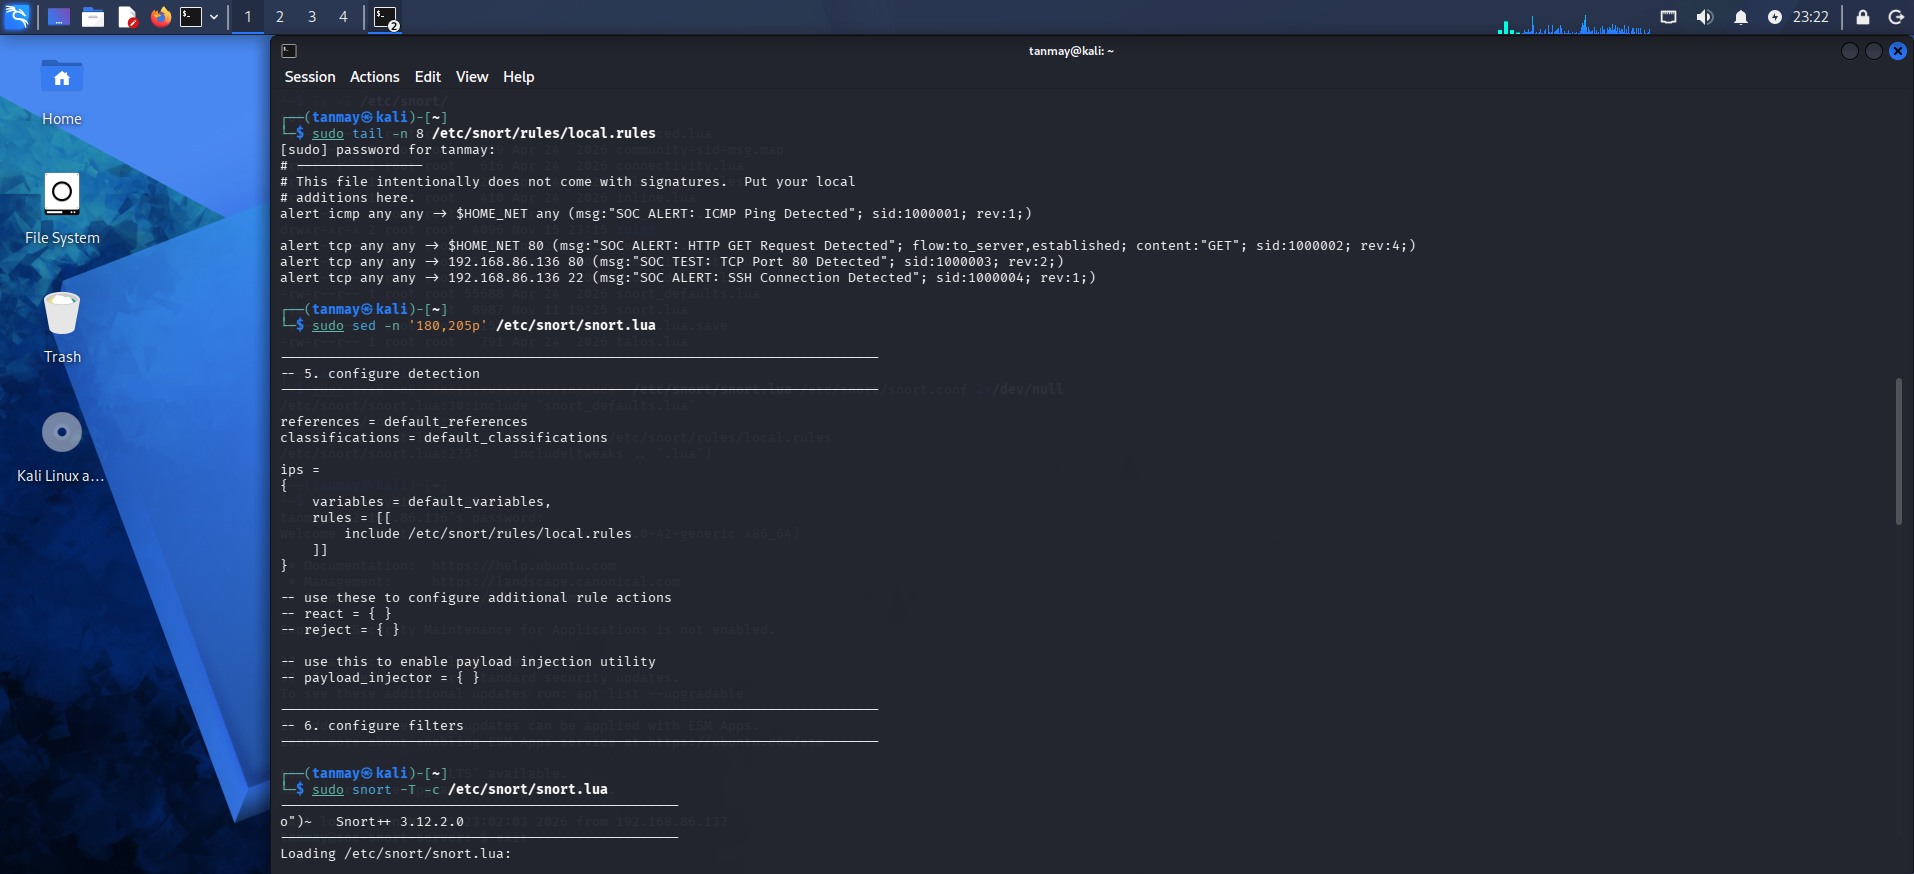 1 2 3 4
2
23:22
tanmay@kali: ~
Session Actions Edit View Help
Home
File System
Trash
Kali Linux a...
/etc/snort/
┌──(tanmay㉿kali)-[~]
└─$ sudo tail -n 8 /etc/snort/rules/local.rules
[sudo] password for tanmay:
# ----------------
# This file intentionally does not come with signatures.  Put your local
# additions here.
alert icmp any any -> $HOME_NET any (msg:"SOC ALERT: ICMP Ping Detected"; sid:1000001; rev:1;)
alert tcp any any -> $HOME_NET 80 (msg:"SOC ALERT: HTTP GET Request Detected"; flow:to_server,established; content:"GET"; sid:1000002; rev:4;)
alert tcp any any -> 192.168.86.136 80 (msg:"SOC TEST: TCP Port 80 Detected"; sid:1000003; rev:2;)
alert tcp any any -> 192.168.86.136 22 (msg:"SOC ALERT: SSH Connection Detected"; sid:1000004; rev:1;)
┌──(tanmay㉿kali)-[~]
└─$ sudo sed -n '180,205p' /etc/snort/snort.lua
---------------------------------------------------------------------------
-- 5. configure detection
---------------------------------------------------------------------------
references = default_references
classifications = default_classifications
ips =
{
    variables = default_variables,
    rules = [[
        include /etc/snort/rules/local.rules
    ]]
}
-- use these to configure additional rule actions
-- react = { }
-- reject = { }
-- use this to enable payload injection utility
-- payload_injector = { }
---------------------------------------------------------------------------
-- 6. configure filters
---------------------------------------------------------------------------
┌──(tanmay㉿kali)-[~]
└─$ sudo snort -T -c /etc/snort/snort.lua
--------------------------------------------------
o")~   Snort++ 3.12.2.0
--------------------------------------------------
Loading /etc/snort/snort.lua: